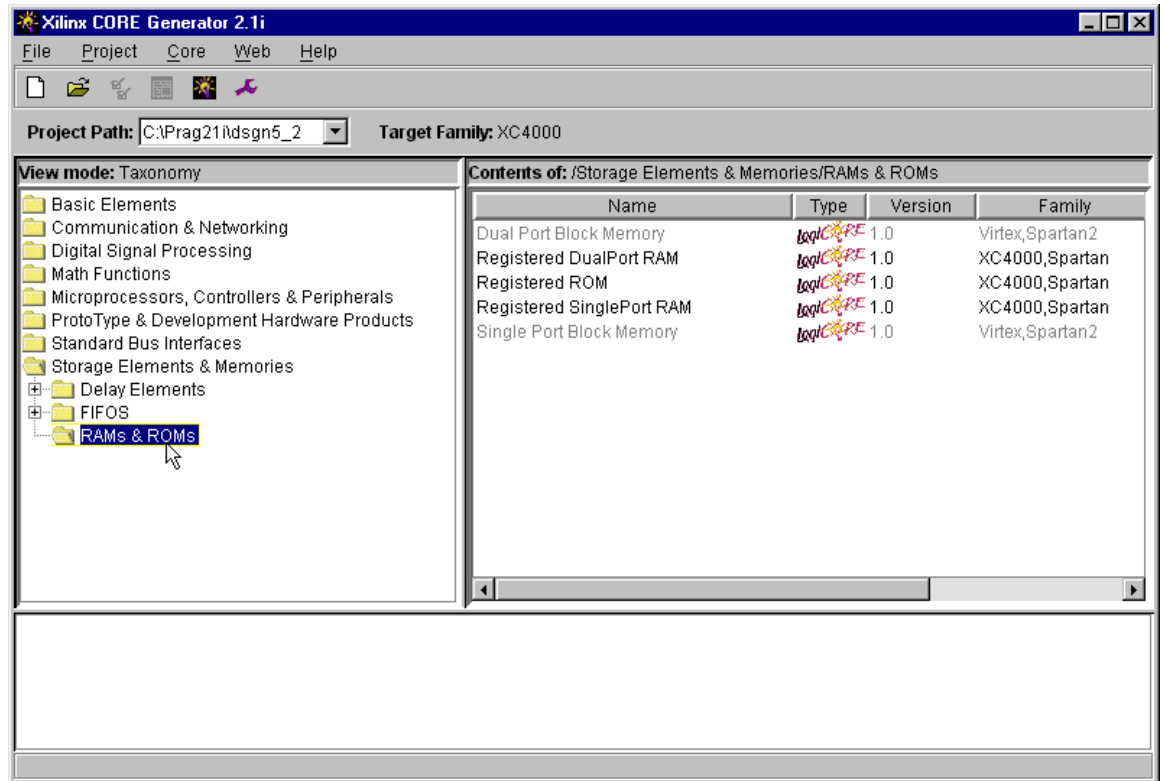 Xilinx CORE Generator 2.1i
File Project Core Web Help
Project Path: C:\Prag21i\dsgn5_2 Target Family: XC4000
View mode: Taxonomy
Basic Elements
Communication & Networking
Digital Signal Processing
Math Functions
Microprocessors, Controllers & Peripherals
ProtoType & Development Hardware Products
Standard Bus Interfaces
Storage Elements & Memories
Delay Elements
FIFOS
RAMs & ROMs
Contents of: /Storage Elements & Memories/RAMs & ROMs
Name Type Version Family
Dual Port Block Memory LogiCORE 1.0 Virtex,Spartan2
Registered DualPort RAM LogiCORE 1.0 XC4000,Spartan
Registered ROM LogiCORE 1.0 XC4000,Spartan
Registered SinglePort RAM LogiCORE 1.0 XC4000,Spartan
Single Port Block Memory LogiCORE 1.0 Virtex,Spartan2